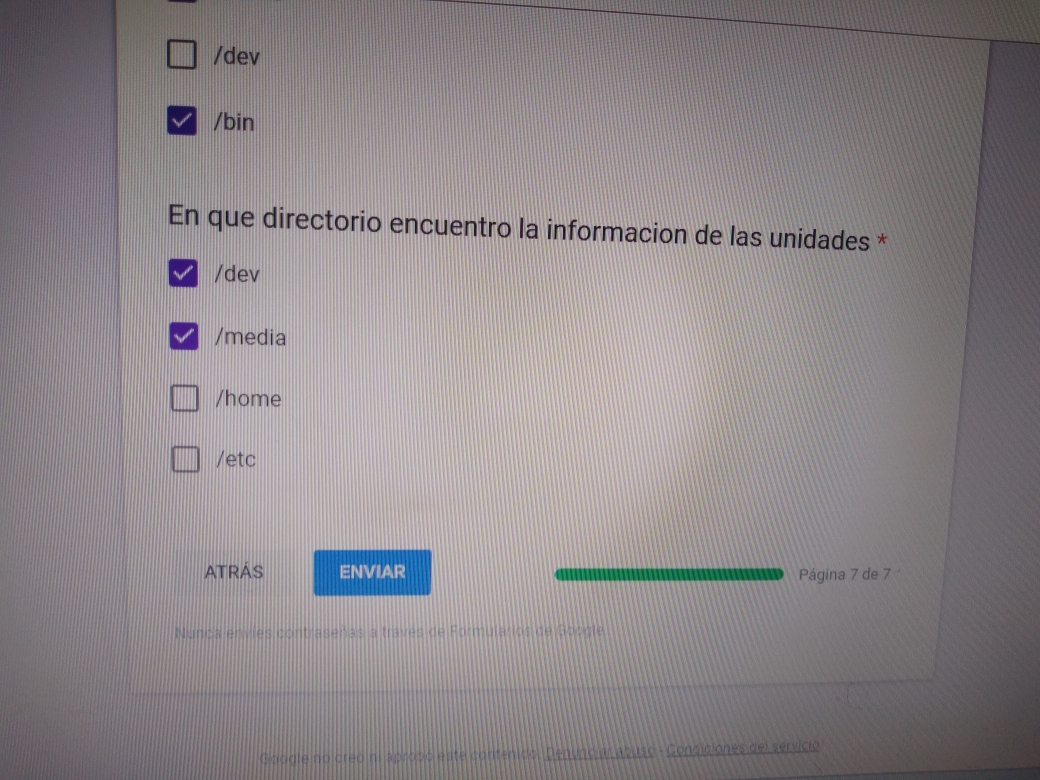 /dev
/bin
En que directorio encuentro la informacion de las unidades *
/dev
/media
/home
/etc
ATRÁS
ENVIAR
Página 7 de 7
Nunca envíes contraseñas a través de Formularios de Google
Google no creó ni aprobó este contenido. Denunciar abuso - Condiciones del servicio